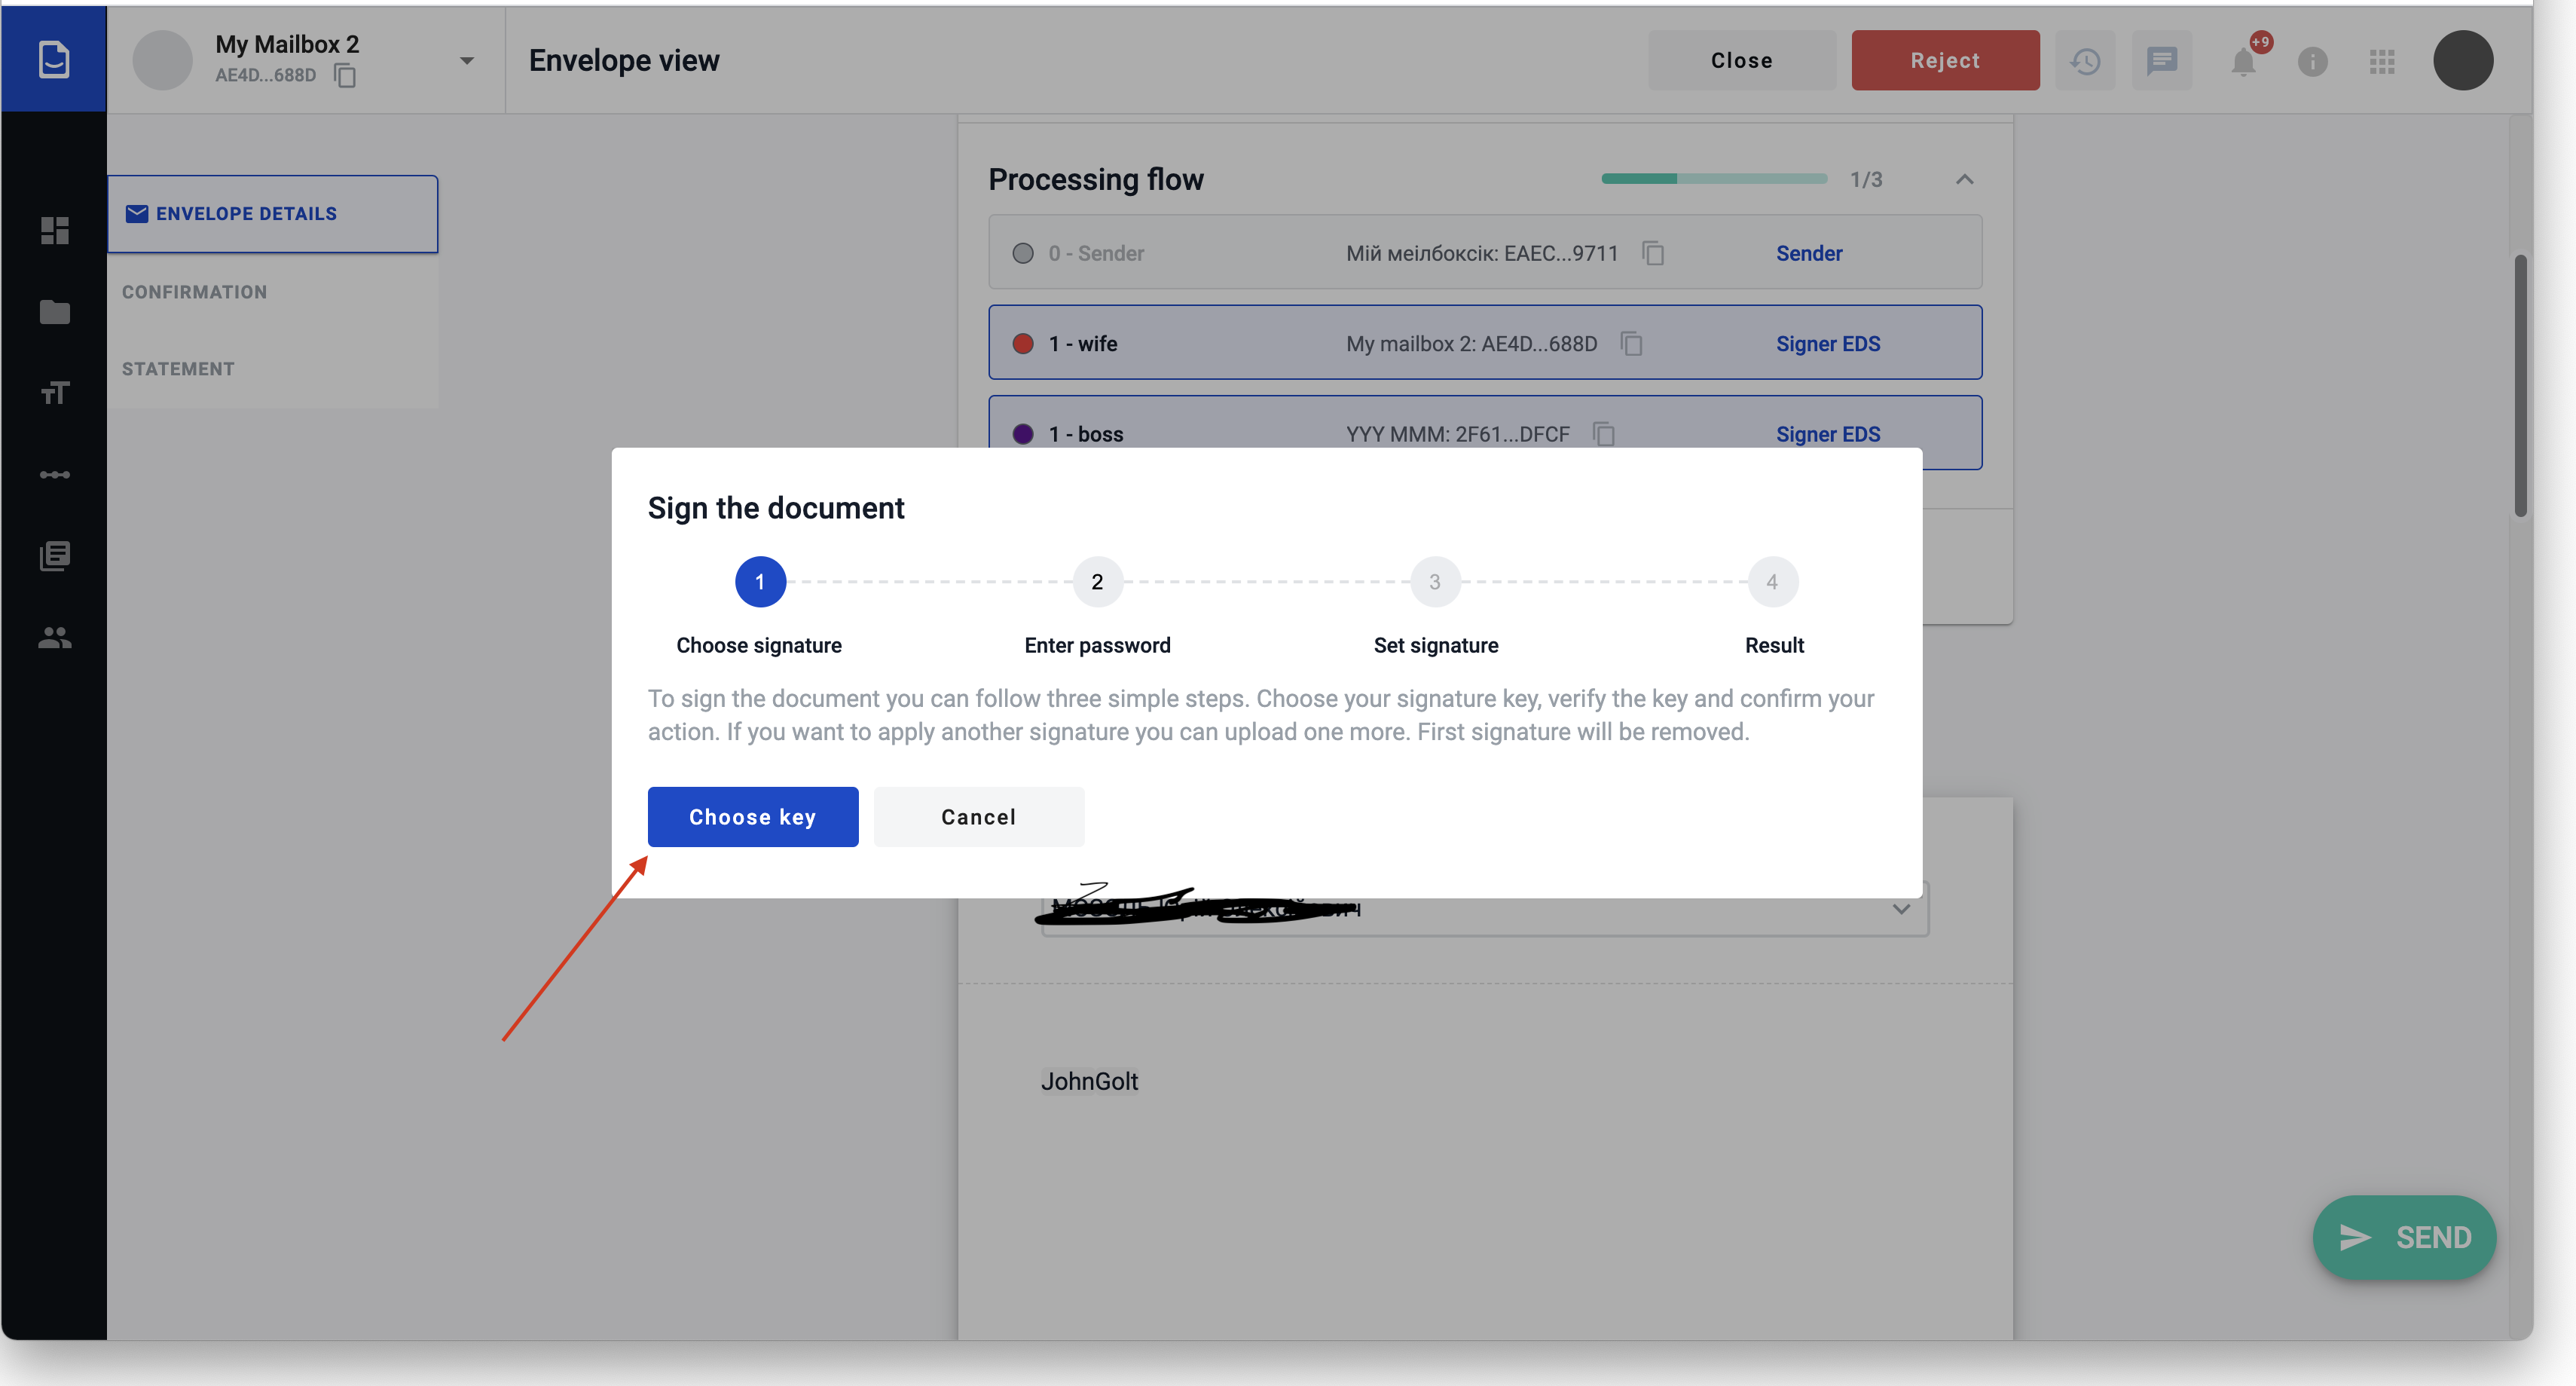 My Mailbox 2
AE4D...688D
Envelope view
Close
Reject
+9
ENVELOPE DETAILS
CONFIRMATION
STATEMENT
Processing flow
1/3
0 - Sender
Мій меілбоксік: EAEC...9711
Sender
1 - wife
My mailbox 2: AE4D...688D
Signer EDS
1 - boss
YYY MMM: 2F61...DFCF
Signer EDS
Sign the document
1
2
3
4
Choose signature
Enter password
Set signature
Result
To sign the document you can follow three simple steps. Choose your signature key, verify the key and confirm your
action. If you want to apply another signature you can upload one more. First signature will be removed.
Choose key
Cancel
JohnGolt
SEND